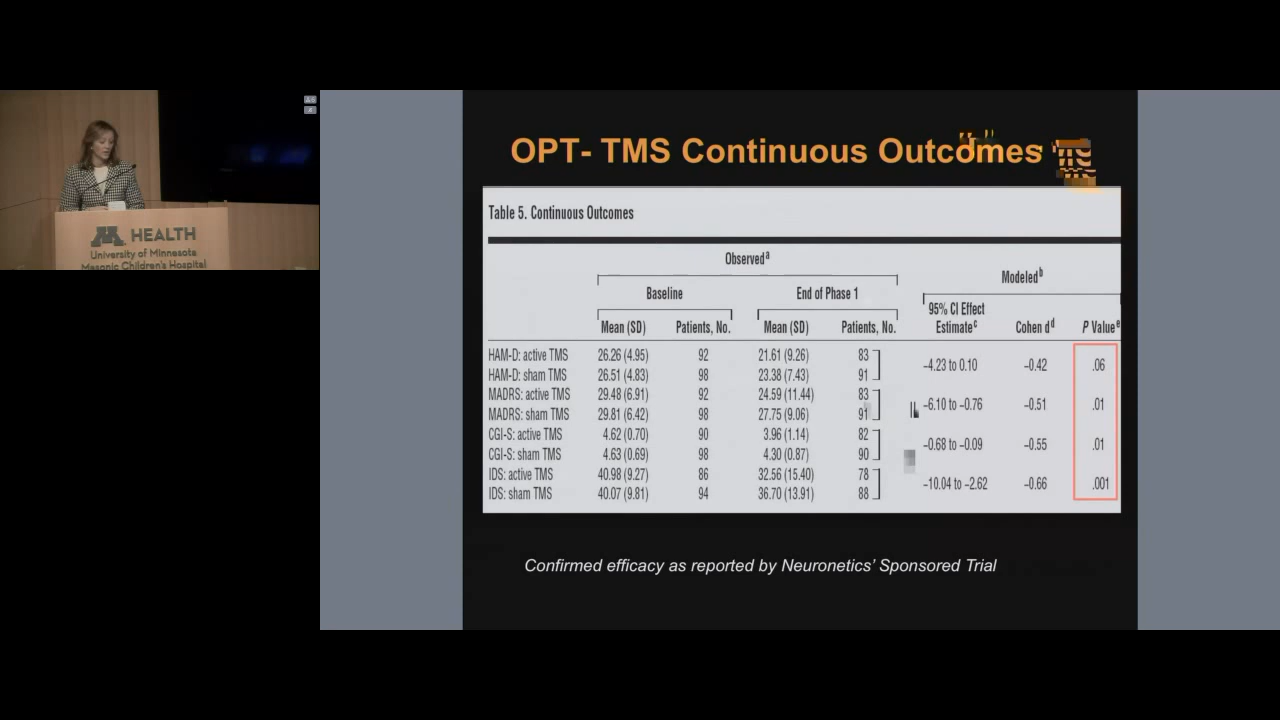 HEALTH
University of Minnesota
Masonic Children's Hospital
OPT- TMS Continuous Outcomes
Table 5. Continuous Outcomes
Observed a
Modeled b
Baseline
End of Phase 1
Mean (SD) Patients, No. Mean (SD) Patients, No. 95% CI Effect Estimate c Cohen d d P Value e
HAM-D: active TMS 26.26 (4.95) 92 21.61 (9.26) 83
–4.23 to 0.10 –0.42 .06
HAM-D: sham TMS 26.51 (4.83) 98 23.38 (7.43) 91
MADRS: active TMS 29.48 (6.91) 92 24.59 (11.44) 83
–6.10 to –0.76 –0.51 .01
MADRS: sham TMS 29.81 (6.42) 98 27.75 (9.06) 91
CGI-S: active TMS 4.62 (0.70) 90 3.96 (1.14) 82
–0.68 to –0.09 –0.55 .01
CGI-S: sham TMS 4.63 (0.69) 98 4.30 (0.87) 90
IDS: active TMS 40.98 (9.27) 86 32.56 (15.40) 78
–10.04 to –2.62 –0.66 .001
IDS: sham TMS 40.07 (9.81) 94 36.70 (13.91) 88
Confirmed efficacy as reported by Neuronetics' Sponsored Trial